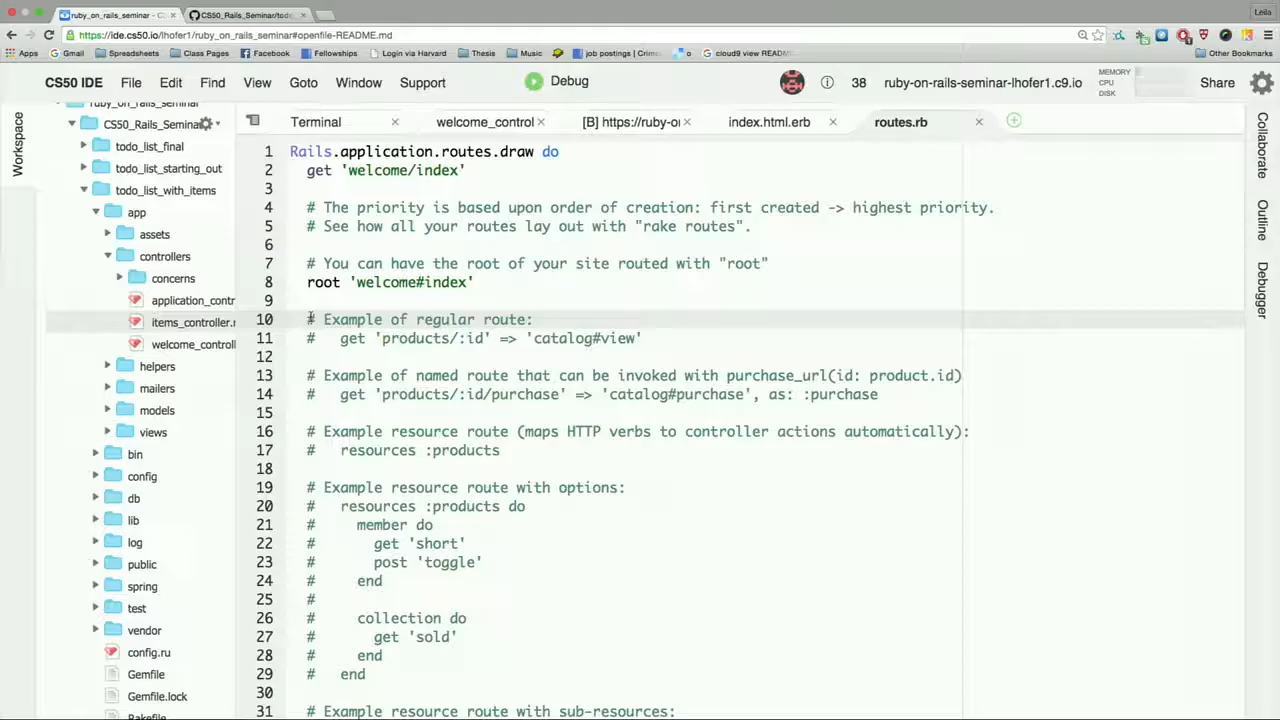 ruby_on_rails_seminar - CS
CS50_Rails_Seminar/todo
Leila
https://ide.cs50.io/lhofer1/ruby_on_rails_seminar#openfile-README.md
Apps Gmail Spreadsheets Class Pages Facebook Fellowships Login via Harvard Thesis Music job postings | Crims o cloud9 view READ Other Bookmarks
CS50 IDE File Edit Find View Goto Window Support Debug 38 ruby-on-rails-seminar-lhofer1.c9.io MEMORY CPU DISK Share
Workspace
Collaborate
Outline
Debugger
ruby_on_rails_seminar
CS50_Rails_Semina
todo_list_final
todo_list_starting_out
todo_list_with_items
app
assets
controllers
concerns
application_contr
items_controller.r
welcome_controll
helpers
mailers
models
views
bin
config
db
lib
log
public
spring
test
vendor
config.ru
Gemfile
Gemfile.lock
Rakefile
Terminal welcome_control [B] https://ruby-o index.html.erb routes.rb
1 Rails.application.routes.draw do
2 get 'welcome/index'
3
4 # The priority is based upon order of creation: first created -> highest priority.
5 # See how all your routes lay out with "rake routes".
6
7 # You can have the root of your site routed with "root"
8 root 'welcome#index'
9
10 # Example of regular route:
11 # get 'products/:id' => 'catalog#view'
12
13 # Example of named route that can be invoked with purchase_url(id: product.id)
14 # get 'products/:id/purchase' => 'catalog#purchase', as: :purchase
15
16 # Example resource route (maps HTTP verbs to controller actions automatically):
17 # resources :products
18
19 # Example resource route with options:
20 # resources :products do
21 # member do
22 # get 'short'
23 # post 'toggle'
24 # end
25 #
26 # collection do
27 # get 'sold'
28 # end
29 # end
30
31 # Example resource route with sub-resources: